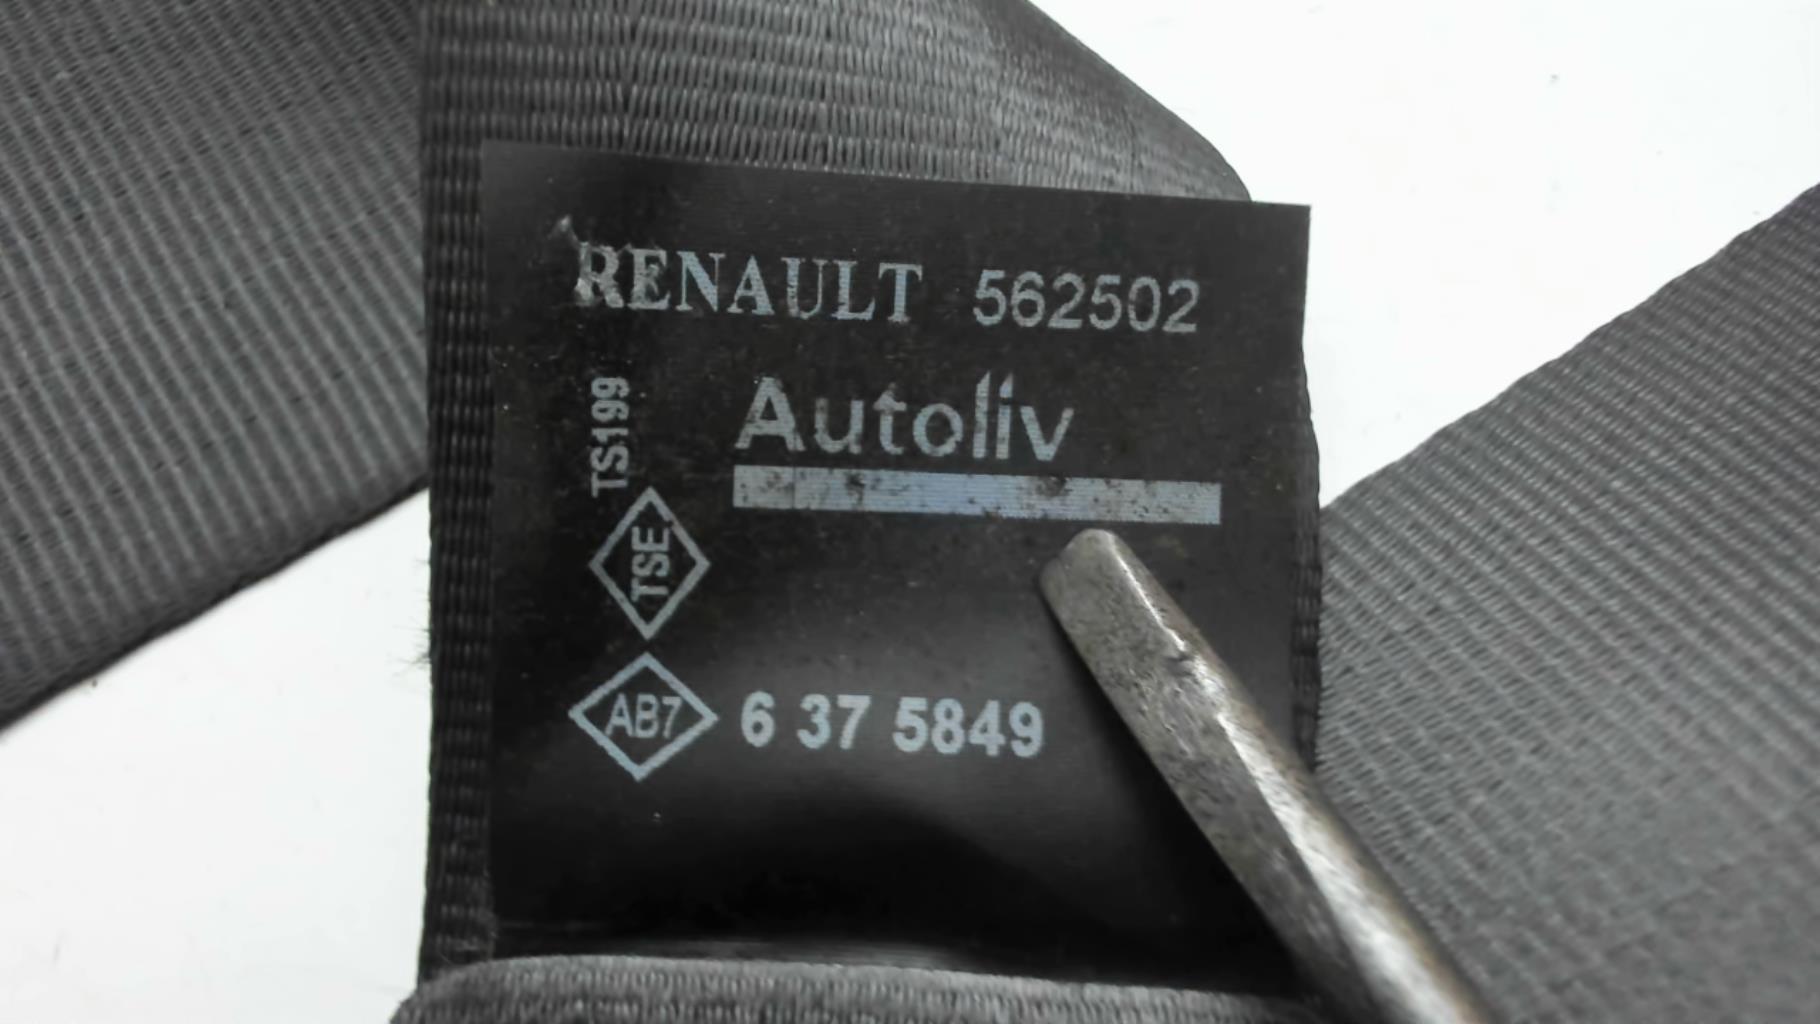 RENAULT 562502
TS199
Autoliv
TSE
AB7 6 37 5849